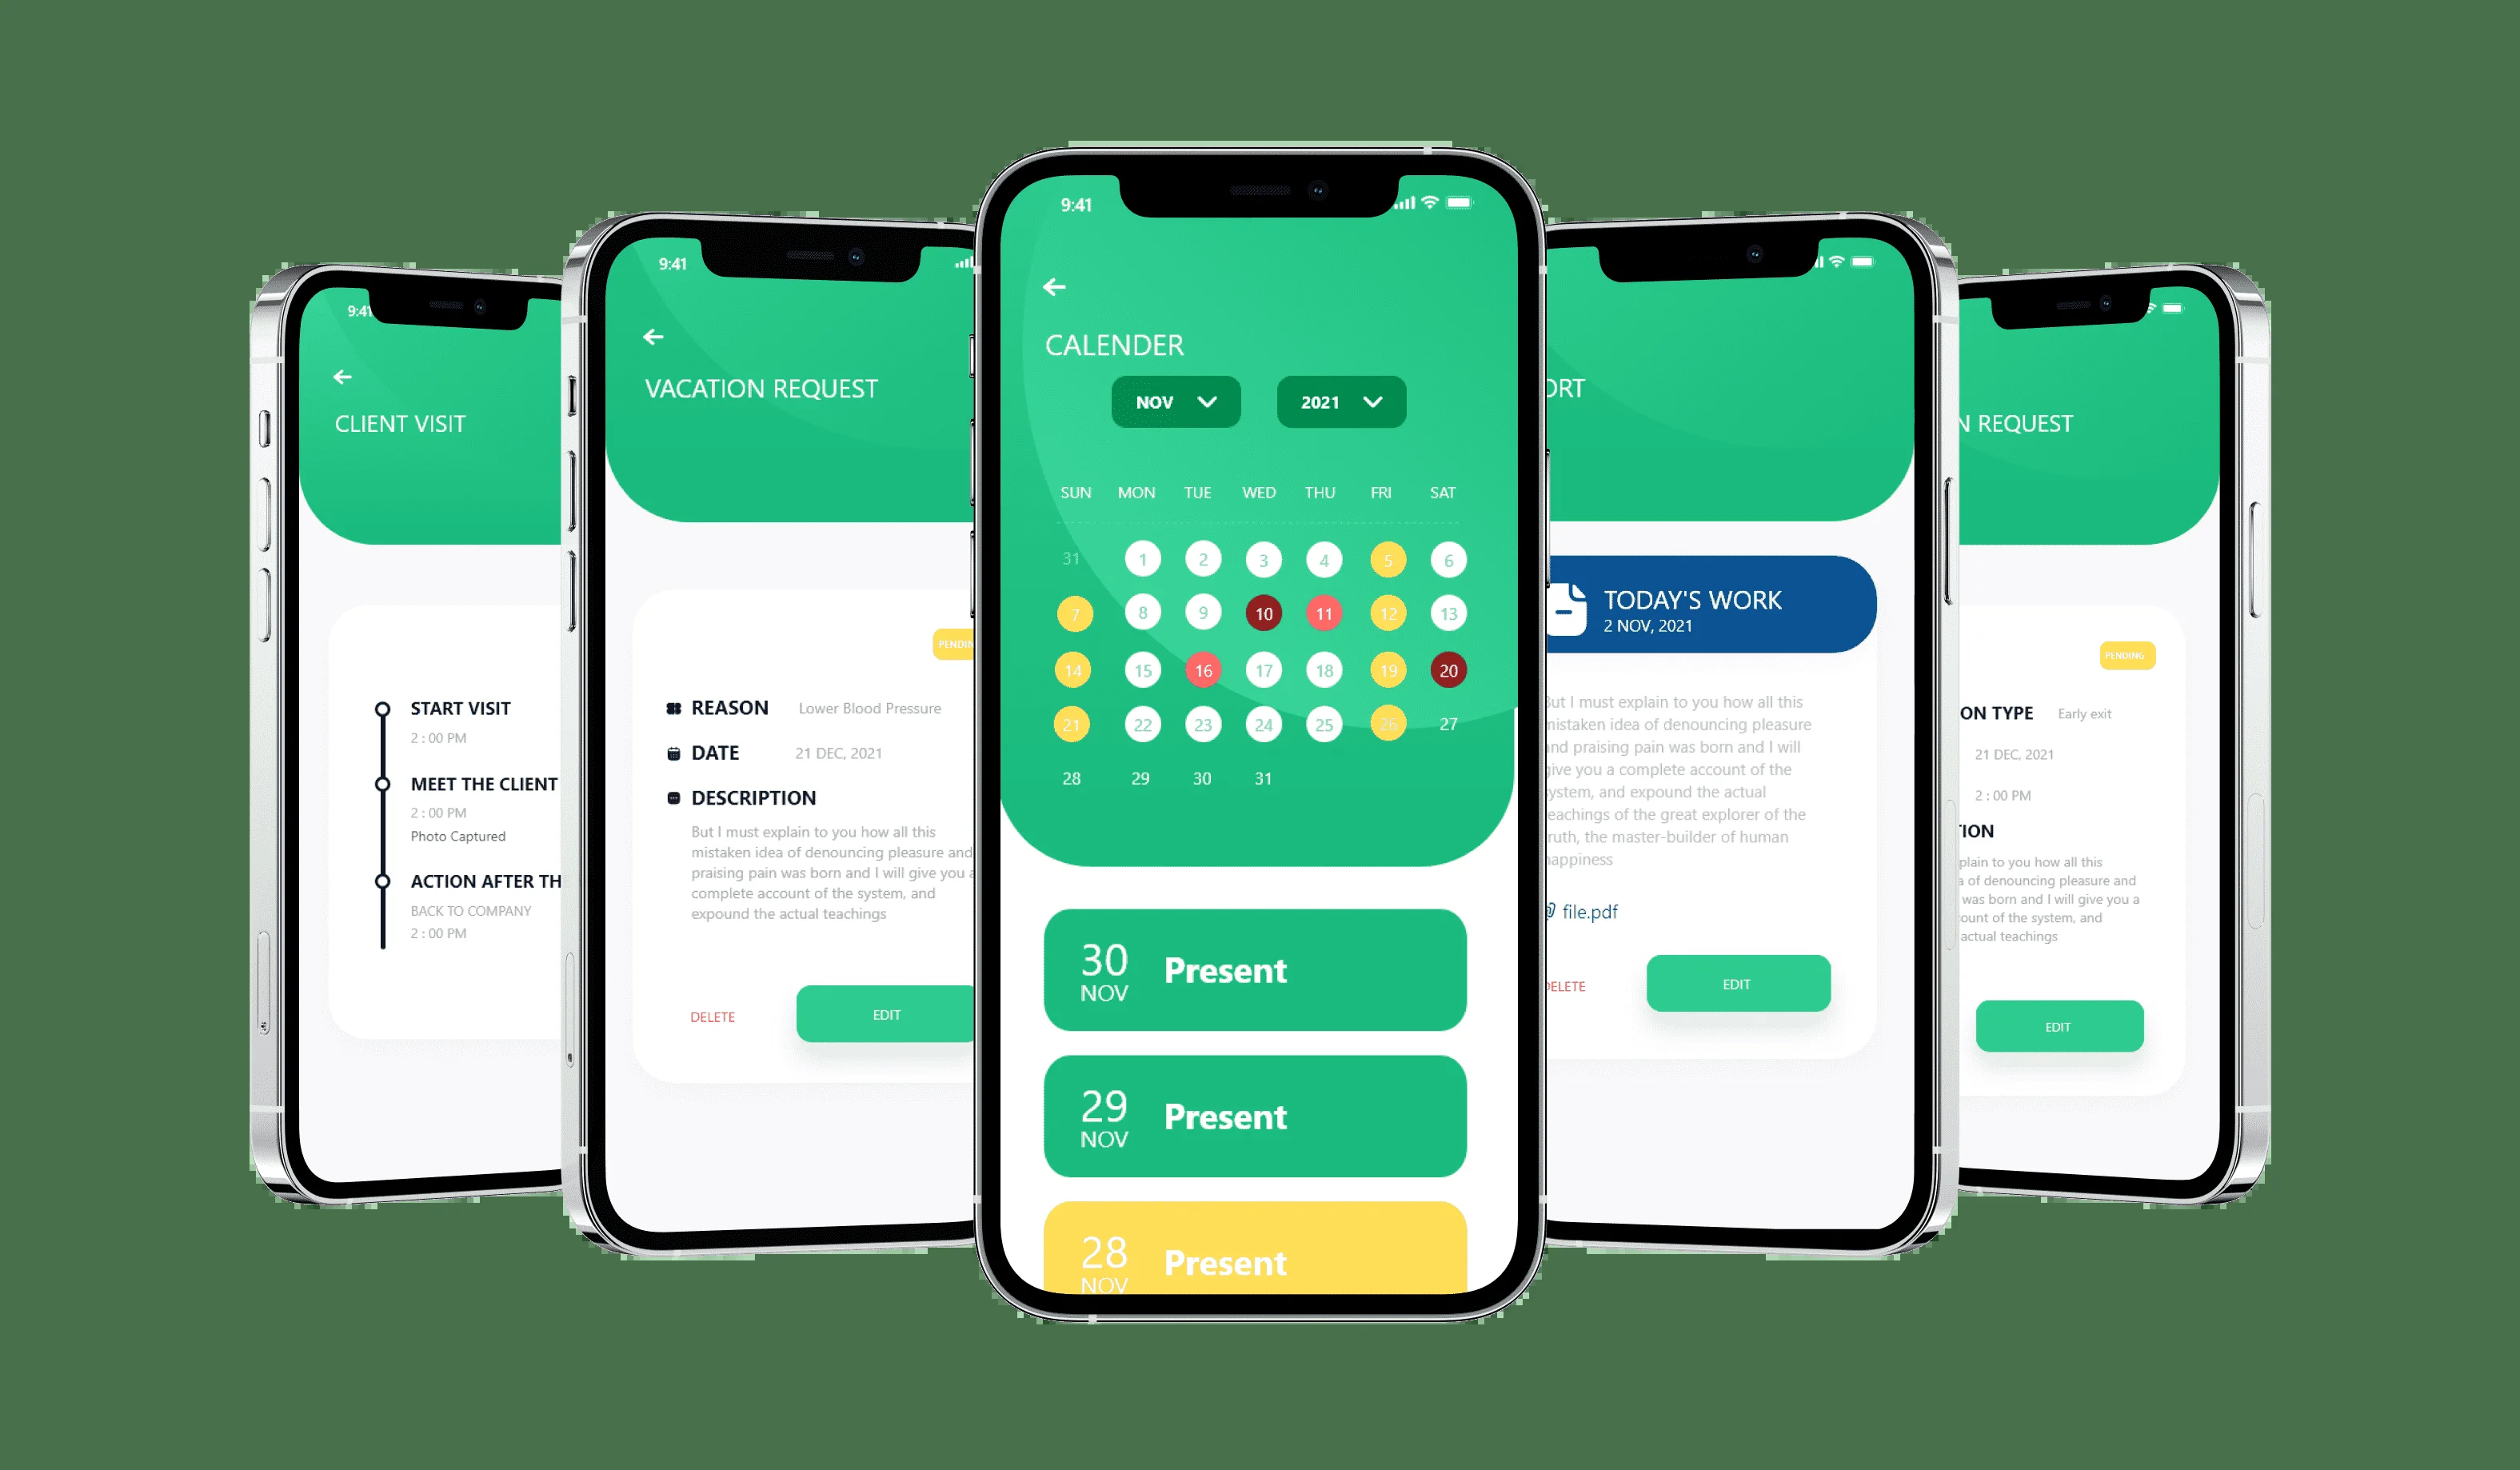 9:41
CLIENT VISIT
START VISIT
2 : 00 PM
MEET THE CLIENT
2 : 00 PM
Photo Captured
ACTION AFTER TH
BACK TO COMPANY
2 : 00 PM
9:41
VACATION REQUEST
PENDIN
REASON Lower Blood Pressure
DATE 21 DEC, 2021
DESCRIPTION
But I must explain to you how all this
mistaken idea of denouncing pleasure and
praising pain was born and I will give you a
complete account of the system, and
expound the actual teachings
DELETE EDIT
9:41
CALENDER
NOV 2021
SUN MON TUE WED THU FRI SAT
31 1 2 3 4 5 6
7 8 9 10 11 12 13
14 15 16 17 18 19 20
21 22 23 24 25 26 27
28 29 30 31
30
NOV
Present
29
NOV
Present
28
NOV
Present
ORT
TODAY'S WORK
2 NOV, 2021
But I must explain to you how all this
mistaken idea of denouncing pleasure
and praising pain was born and I will
give you a complete account of the
system, and expound the actual
teachings of the great explorer of the
truth, the master-builder of human
happiness
file.pdf
DELETE EDIT
N REQUEST
PENDING
ON TYPE Early exit
21 DEC, 2021
2 : 00 PM
TION
plain to you how all this
a of denouncing pleasure and
was born and I will give you a
ount of the system, and
actual teachings
EDIT